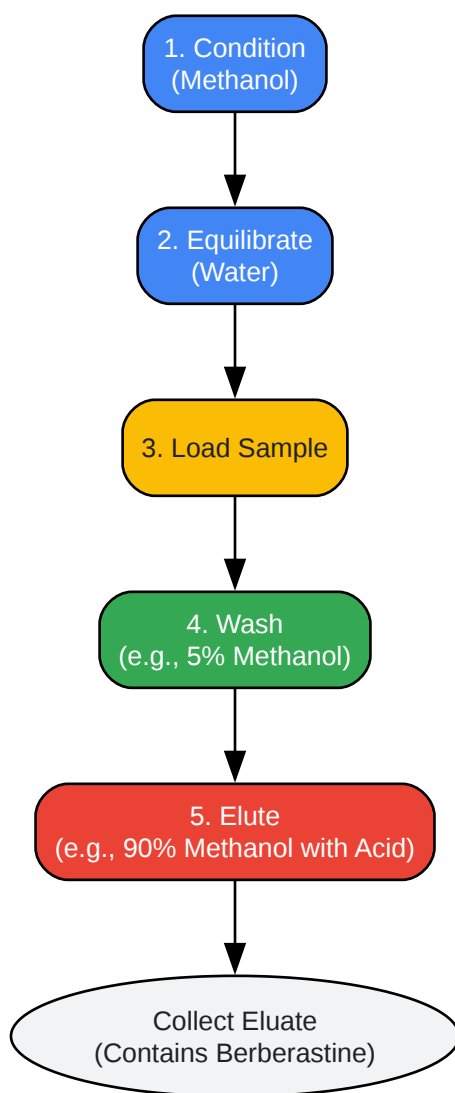 1. Condition
(Methanol)
2. Equilibrate
(Water)
3. Load Sample
4. Wash
(e.g., 5% Methanol)
5. Elute
(e.g., 90% Methanol with Acid)
Collect Eluate
(Contains Berberastine)